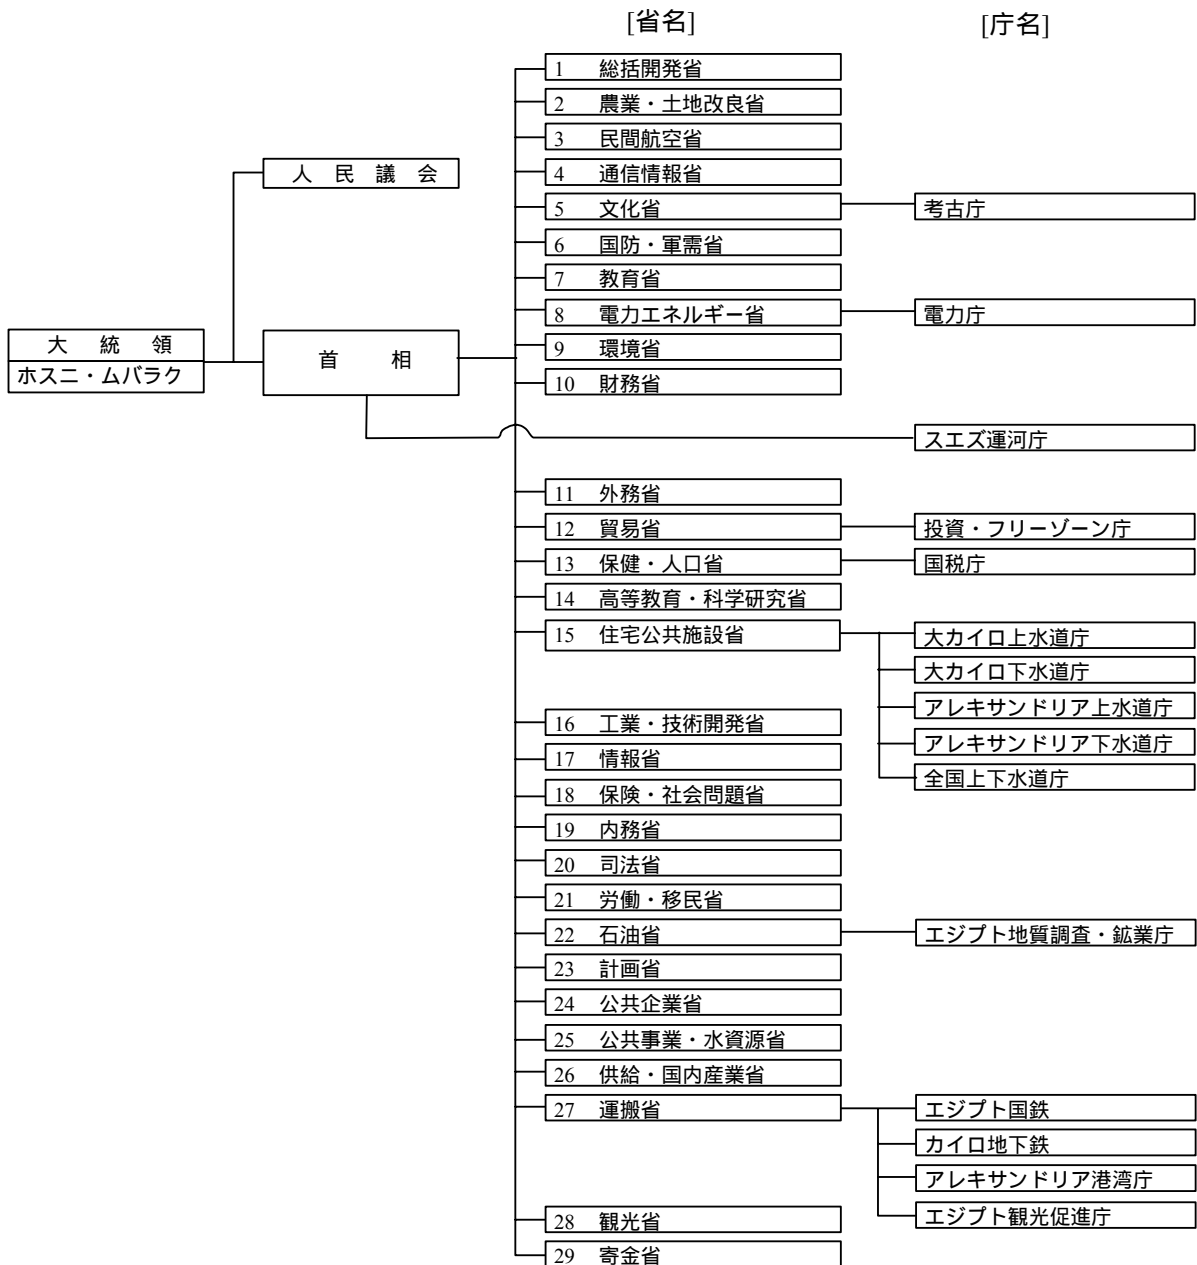 [省名] [庁名]
1 総括開発省
2 農業・土地改良省
3 民間航空省
人 民 議 会
4 通信情報省
5 文化省 考古庁
6 国防・軍需省
7 教育省
8 電力エネルギー省 電力庁
大 統 領
ホスニ・ムバラク
首 相
9 環境省
10 財務省
スエズ運河庁
11 外務省
12 貿易省 投資・フリーゾーン庁
13 保健・人口省 国税庁
14 高等教育・科学研究省
15 住宅公共施設省 大カイロ上水道庁
大カイロ下水道庁
アレキサンドリア上水道庁
16 工業・技術開発省
アレキサンドリア下水道庁
17 情報省
全国上下水道庁
18 保険・社会問題省
19 内務省
20 司法省
21 労働・移民省
22 石油省 エジプト地質調査・鉱業庁
23 計画省
24 公共企業省
25 公共事業・水資源省
26 供給・国内産業省
27 運搬省 エジプト国鉄
カイロ地下鉄
アレキサンドリア港湾庁
28 観光省 エジプト観光促進庁
29 寄金省